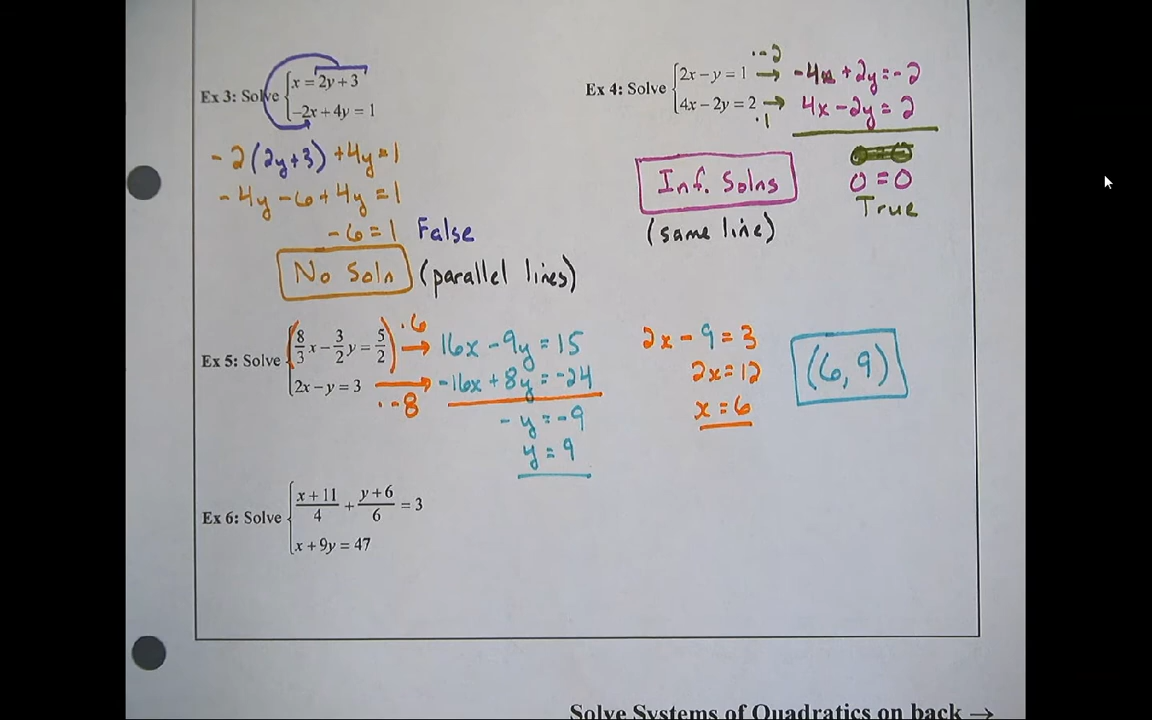 Ex 3: Solve { x = 2y + 3
−2x + 4y = 1
-2(2y+3) +4y=1
-4y -6+4y=1
-6=1 False
No Soln (parallel lines)
Ex 4: Solve { 2x − y = 1 → -4x +2y=-2
4x − 2y = 2 → 4x -2y= 2
·-2
·1
0=0
True
Inf. Solns
(same line)
Ex 5: Solve { (8/3 x − 3/2 y = 5/2) ·6 → 16x -9y=15
2x − y = 3 → -16x +8y=-24
·-8
-y=-9
y=9
2x-9=3
2x=12
x=6
(6,9)
Ex 6: Solve { (x + 11)/4 + (y + 6)/6 = 3
x + 9y = 47
Solve Systems of Quadratics on back →